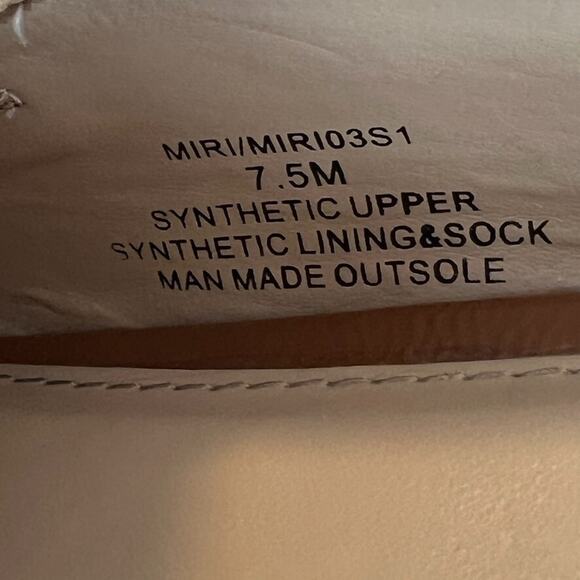 MIRI/MIRI03S1
7.5M
SYNTHETIC UPPER
SYNTHETIC LINING&SOCK
MAN MADE OUTSOLE